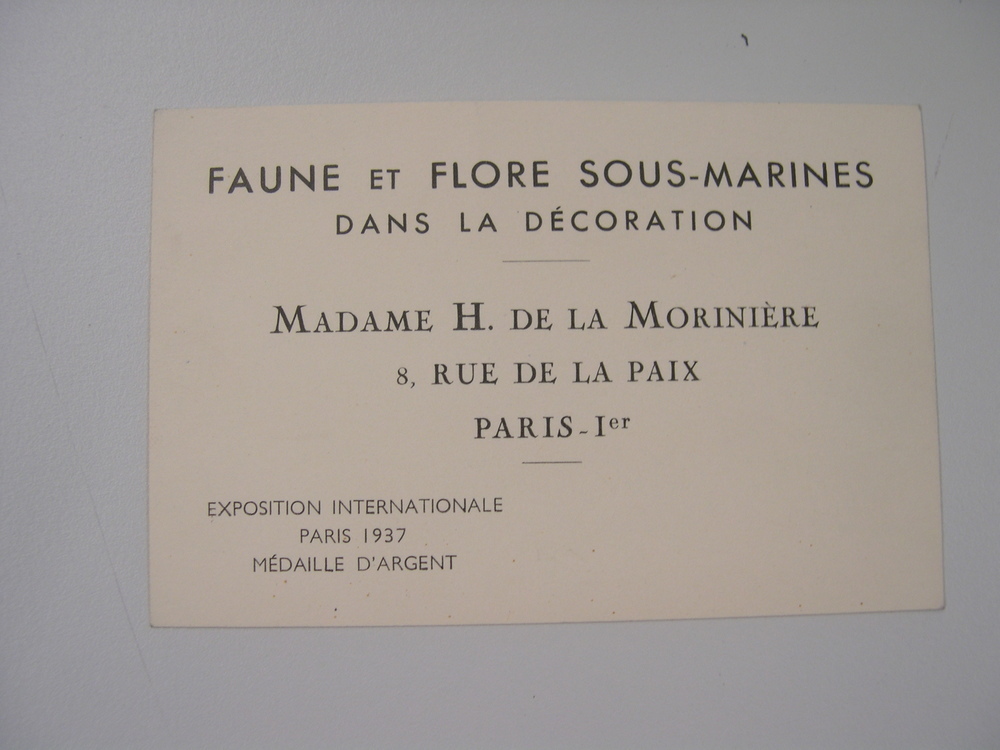 FAUNE ET FLORE SOUS-MARINES
DANS LA DÉCORATION
MADAME H. DE LA MORINIÈRE
8, RUE DE LA PAIX
PARIS-Ier
EXPOSITION INTERNATIONALE
PARIS 1937
MÉDAILLE D'ARGENT